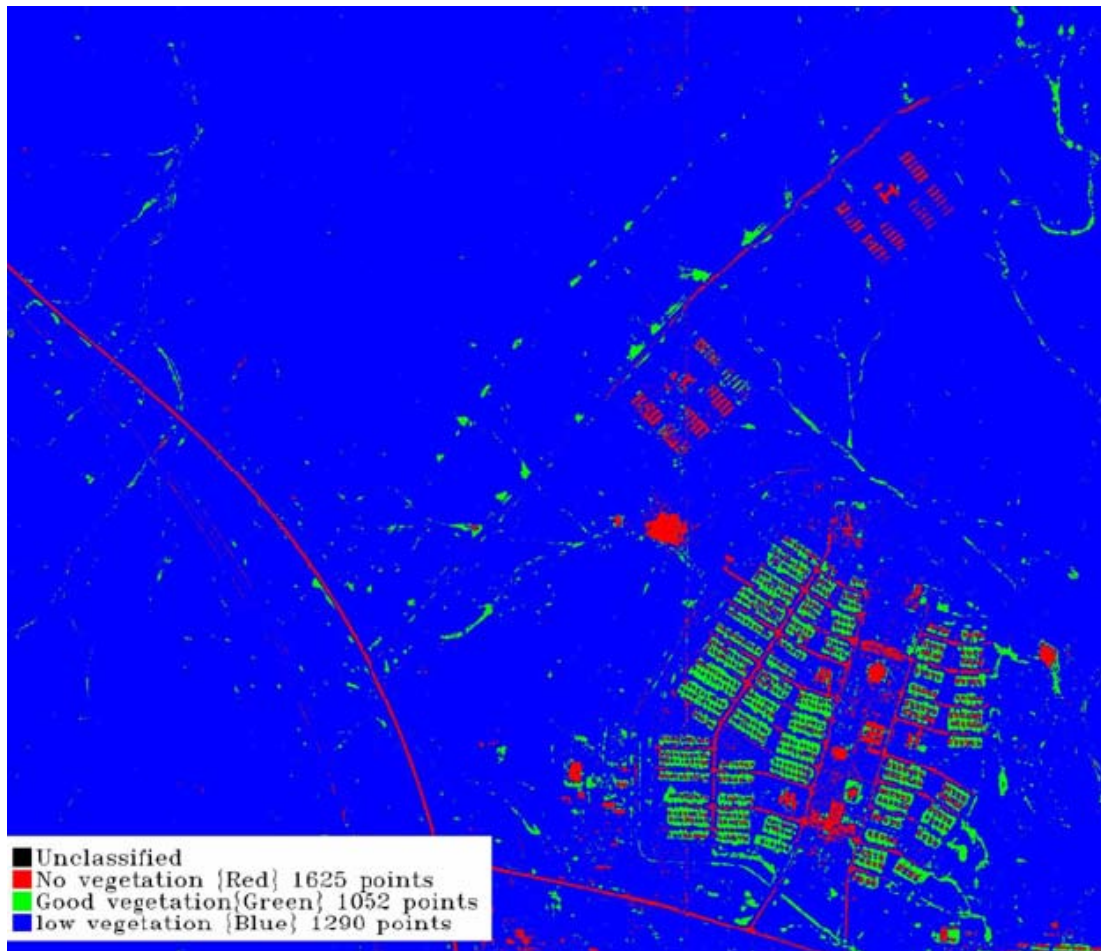 Unclassified
No vegetation {Red} 1625 points
Good vegetation{Green} 1052 points
low vegetation {Blue} 1290 points